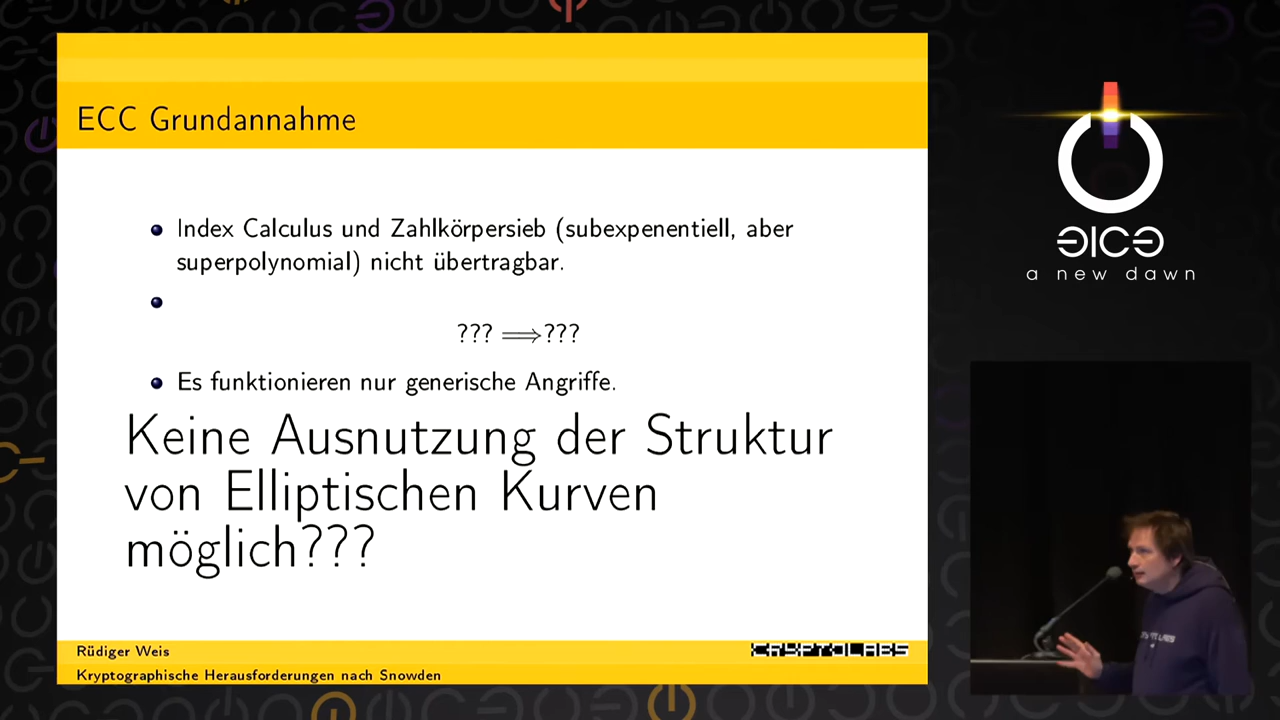 ECC Grundannahme
Index Calculus und Zahlkörpersieb (subexpenentiell, aber
superpolynomial) nicht übertragbar.
??? ⟹???
Es funktionieren nur generische Angriffe.
Keine Ausnutzung der Struktur
von Elliptischen Kurven
möglich???
Rüdiger Weis
CRYPTOLABS
Kryptographische Herausforderungen nach Snowden
a new dawn